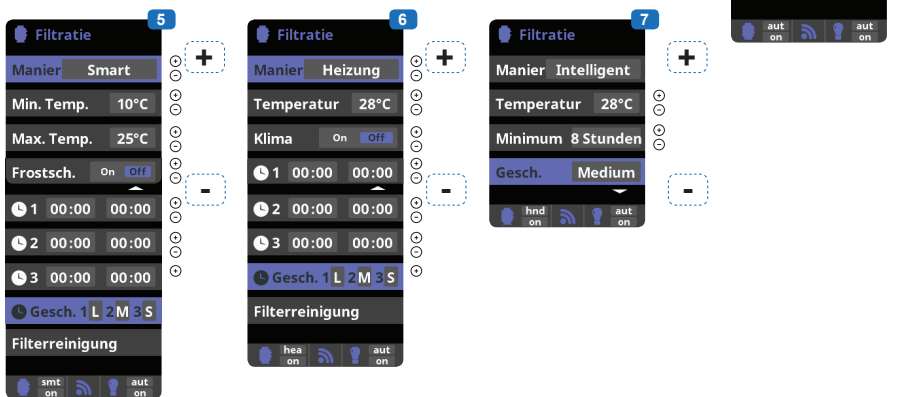 5
Filtratie
Manier Smart
Min. Temp. 10°C
Max. Temp. 25°C
Frostsch. On Off
1 00:00 00:00
2 00:00 00:00
3 00:00 00:00
Gesch. 1 L 2 M 3 S
Filterreinigung
smt on aut on
+
-
6
Filtratie
Manier Heizung
Temperatur 28°C
Klima On Off
1 00:00 00:00
2 00:00 00:00
3 00:00 00:00
Gesch. 1 L 2 M 3 S
Filterreinigung
hea on aut on
+
-
7
Filtratie
Manier Intelligent
Temperatur 28°C
Minimum 8 Stunden
Gesch. Medium
hnd on aut on
+
-
aut on aut on